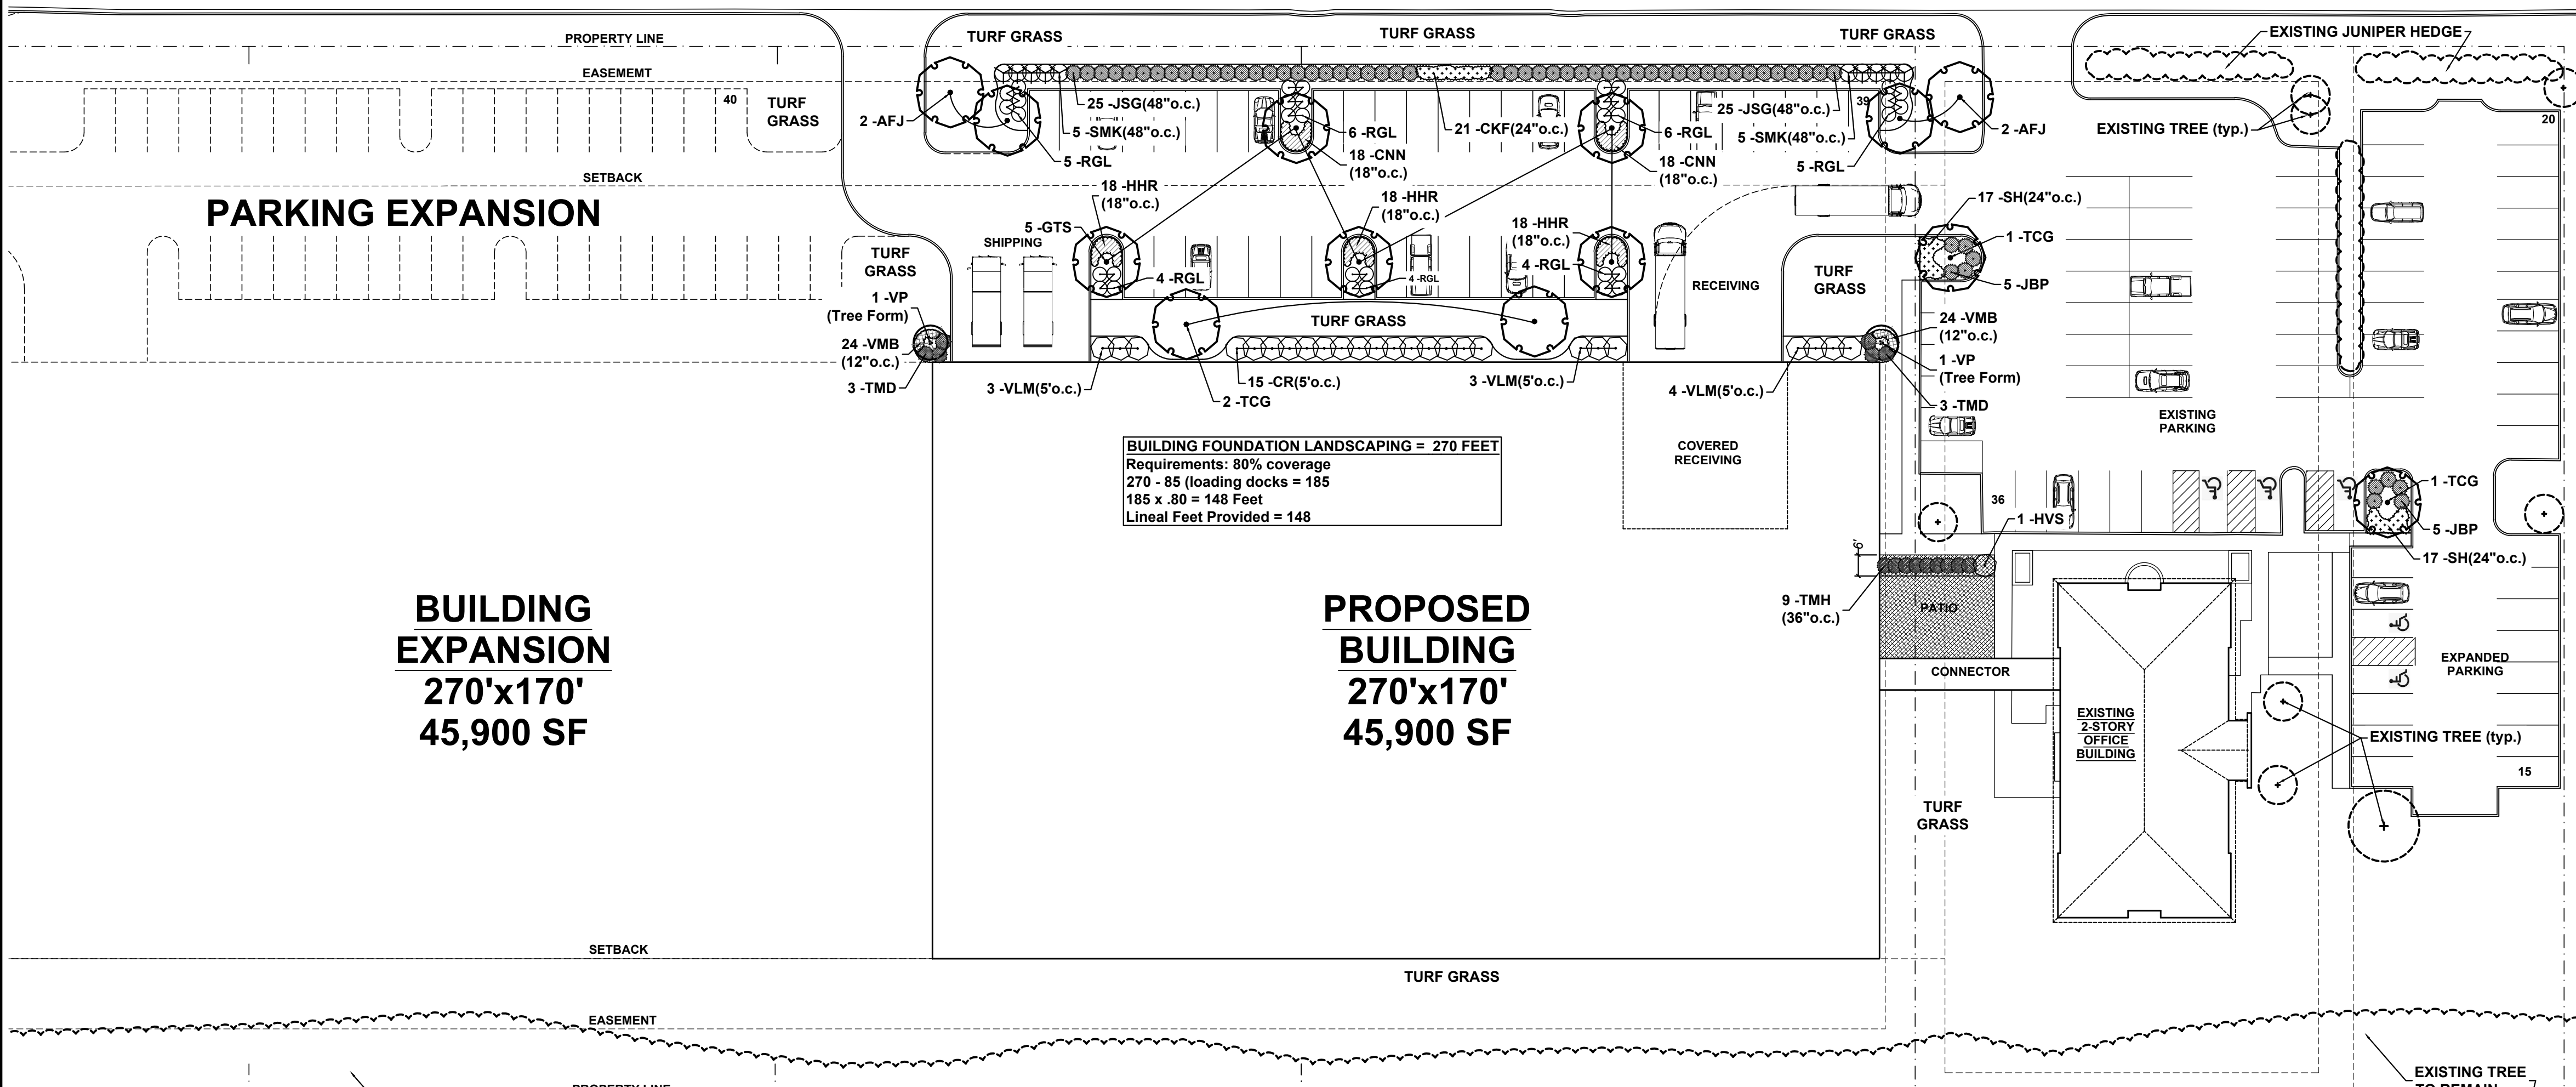 PROPERTY LINE
EASEMEMT
40
TURF
GRASS
SETBACK
PARKING EXPANSION
TURF GRASS
TURF GRASS
TURF GRASS
2 -AFJ
25 -JSG(48"o.c.)
5 -SMK(48"o.c.)
5 -RGL
6 -RGL
18 -CNN
(18"o.c.)
21 -CKF(24"o.c.)
6 -RGL
18 -CNN
(18"o.c.)
25 -JSG(48"o.c.)
39
5 -SMK(48"o.c.)
5 -RGL
2 -AFJ
EXISTING JUNIPER HEDGE
EXISTING TREE (typ.)
20
18 -HHR
(18"o.c.)
18 -HHR
(18"o.c.)
18 -HHR
(18"o.c.)
5 -GTS
SHIPPING
4 -RGL
4 -RGL
4 -RGL
RECEIVING
TURF
GRASS
TURF
GRASS
17 -SH(24"o.c.)
1 -TCG
5 -JBP
1 -VP
(Tree Form)
24 -VMB
(12"o.c.)
3 -TMD
TURF GRASS
3 -VLM(5'o.c.)
15 -CR(5'o.c.)
2 -TCG
3 -VLM(5'o.c.)
4 -VLM(5'o.c.)
24 -VMB
(12"o.c.)
1 -VP
(Tree Form)
3 -TMD
EXISTING
PARKING
BUILDING FOUNDATION LANDSCAPING = 270 FEET
Requirements: 80% coverage
270 - 85 (loading docks = 185
185 x .80 = 148 Feet
Lineal Feet Provided = 148
COVERED
RECEIVING
36
1 -HVS
1 -TCG
5 -JBP
17 -SH(24"o.c.)
6'
9 -TMH
(36"o.c.)
PATIO
CONNECTOR
BUILDING
EXPANSION
270'x170'
45,900 SF
PROPOSED
BUILDING
270'x170'
45,900 SF
EXISTING
2-STORY
OFFICE
BUILDING
EXPANDED
PARKING
EXISTING TREE (typ.)
15
TURF
GRASS
SETBACK
TURF GRASS
EASEMENT
PROPERTY LINE
EXISTING TREE
TO REMAIN